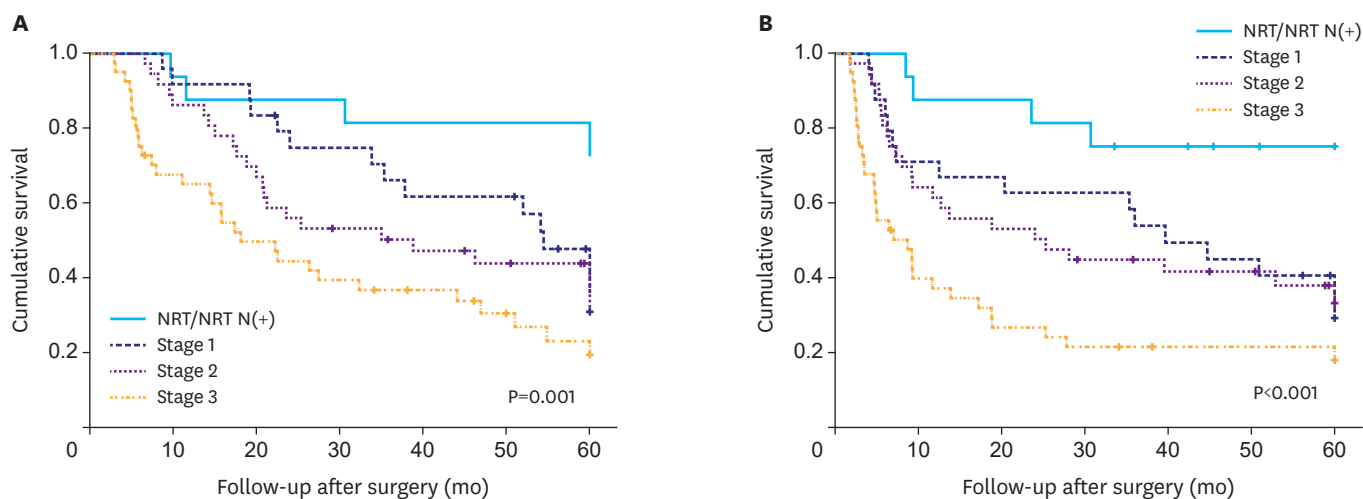 A
1.0
0.8
0.6
0.4
0.2
0
10
20
30
40
50
60
Cumulative survival
Follow-up after surgery (mo)
NRT/NRT N(+)
Stage 1
Stage 2
Stage 3
P=0.001
B
NRT/NRT N(+)
Stage 1
Stage 2
Stage 3
1.0
0.8
0.6
0.4
0.2
0
10
20
30
40
50
60
Cumulative survival
Follow-up after surgery (mo)
P<0.001